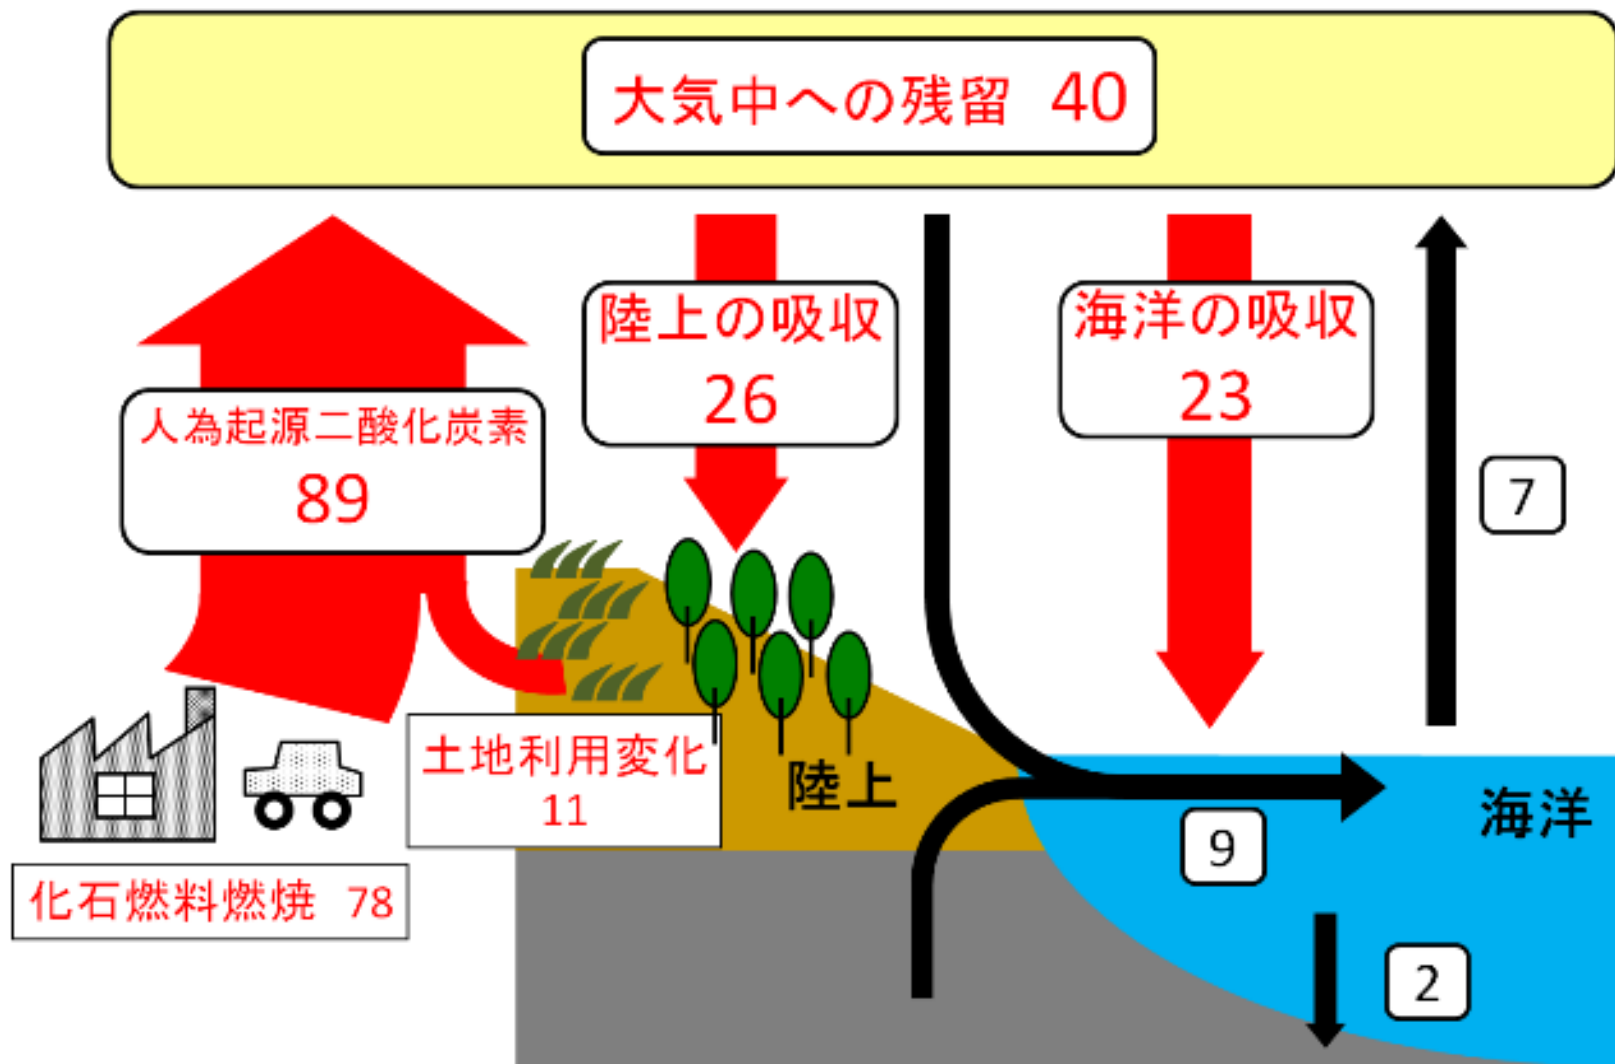 大気中への残留 40
陸上の吸収
26
海洋の吸収
23
人為起源二酸化炭素
89
7
土地利用変化
11
陸上
海洋
9
化石燃料燃焼 78
2